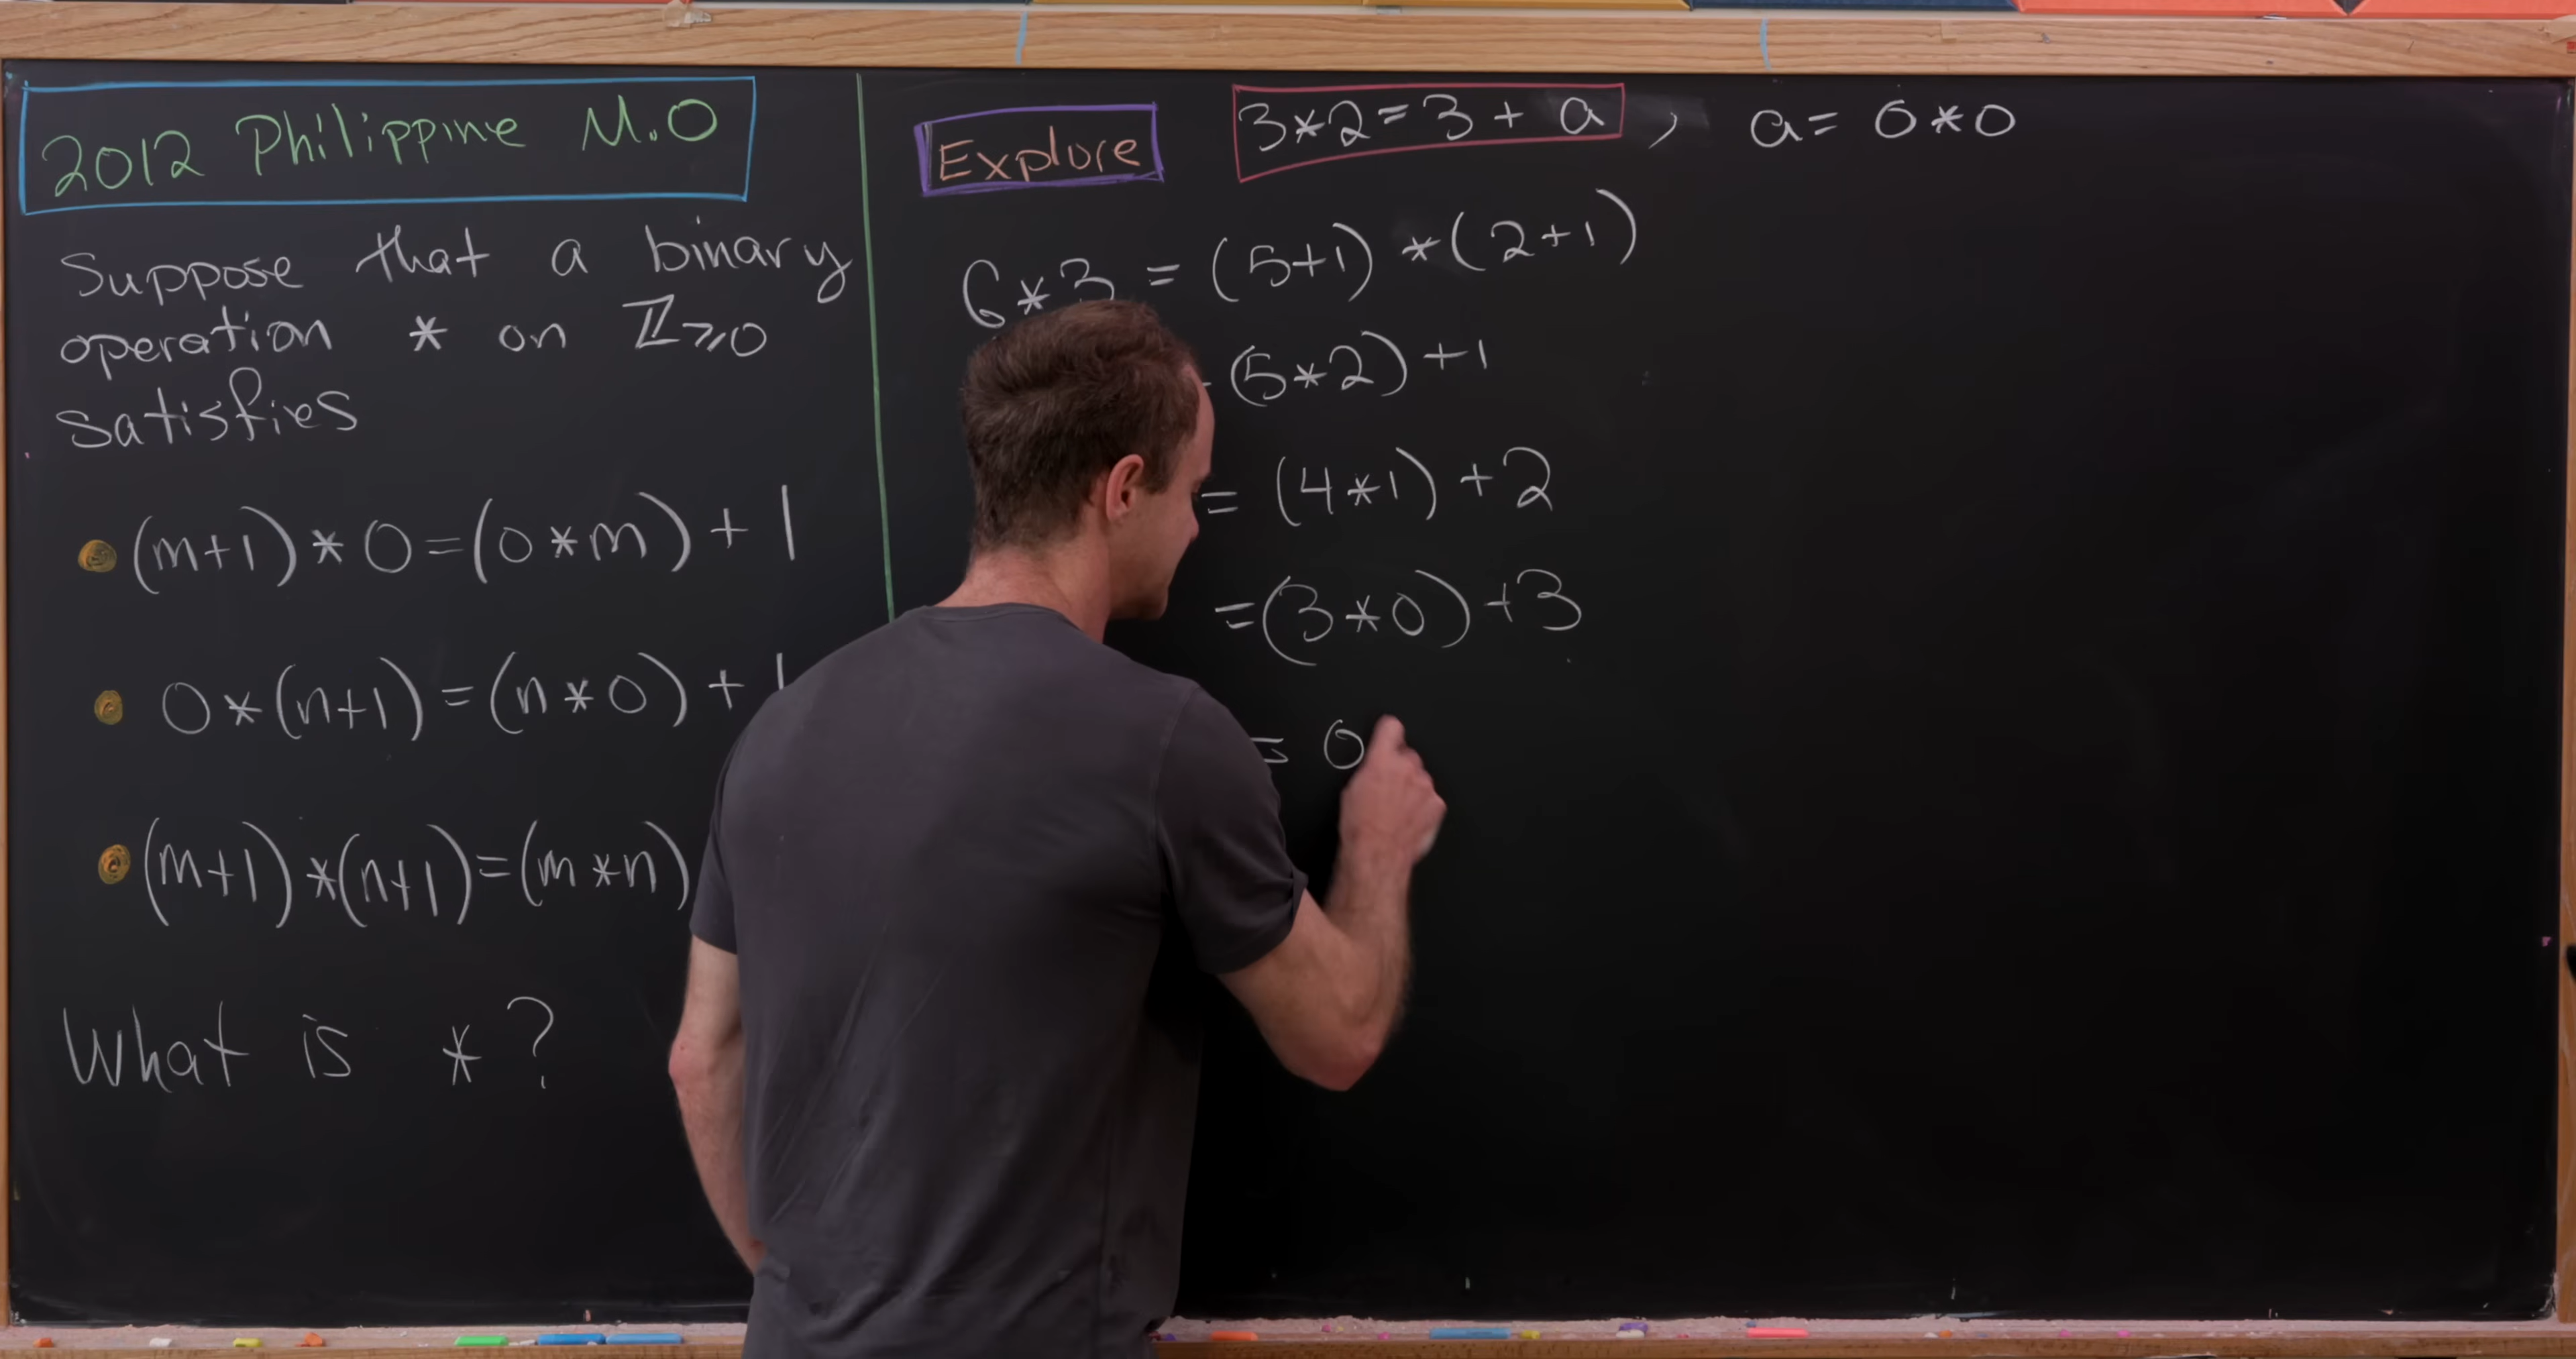 2012 Philippine M.O
Suppose that a binary
operation * on ℤ≥0
satisfies
(m+1)*0=(0*m)+1
0*(n+1)=(n*0)+1
(m+1)*(n+1)=(m*n)
What is *?
Explore
3*2=3+a, a=0*0
6*3=(5+1)*(2+1)
(5*2)+1
=(4*1)+2
=(3*0)+3
=0